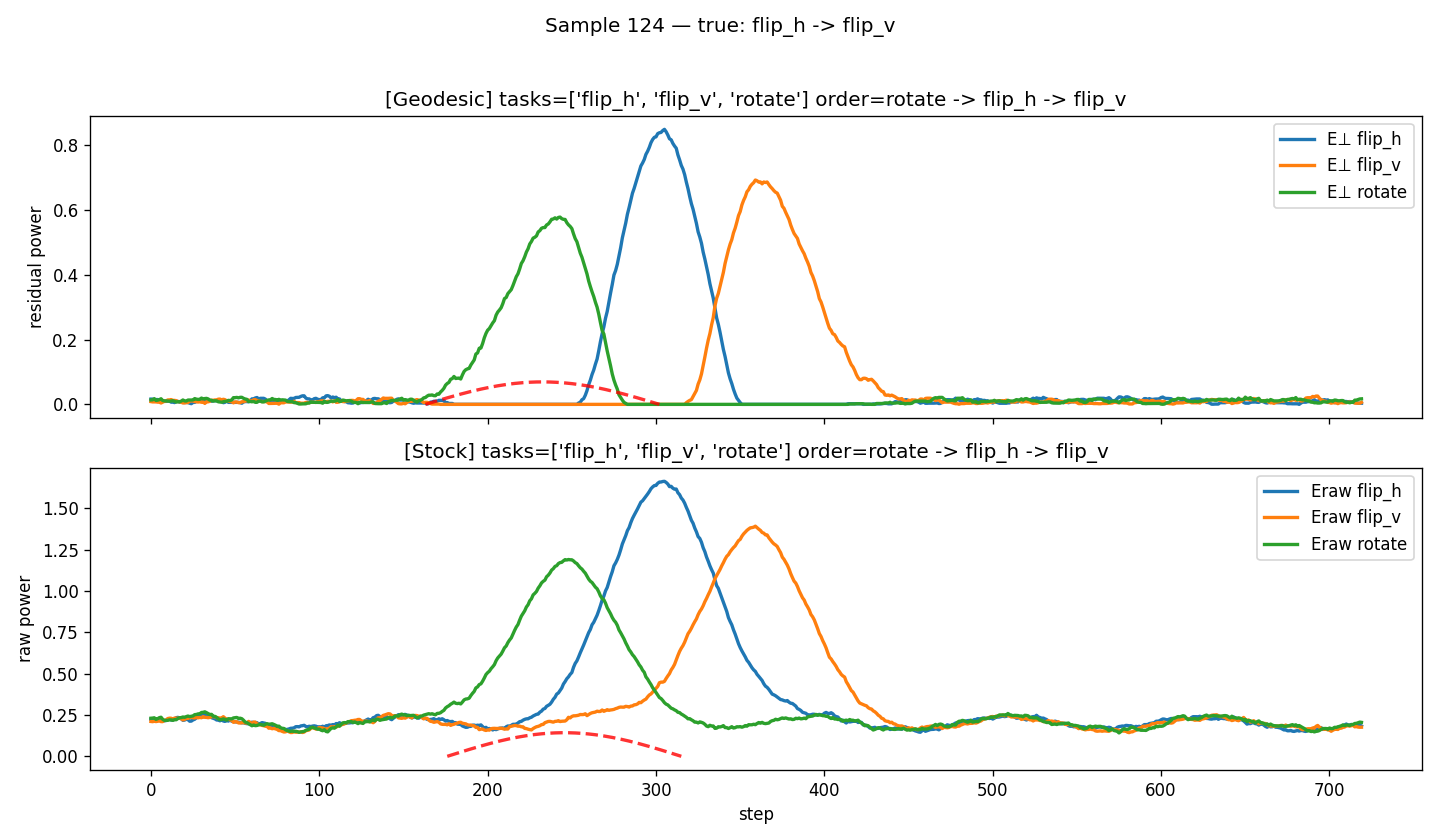 Sample 124 — true: flip_h -> flip_v
[Geodesic] tasks=['flip_h', 'flip_v', 'rotate'] order=rotate -> flip_h -> flip_v
residual power
0.8
0.6
0.4
0.2
0.0
E⊥ flip_h
E⊥ flip_v
E⊥ rotate
[Stock] tasks=['flip_h', 'flip_v', 'rotate'] order=rotate -> flip_h -> flip_v
raw power
1.50
1.25
1.00
0.75
0.50
0.25
0.00
Eraw flip_h
Eraw flip_v
Eraw rotate
0 100 200 300 400 500 600 700
step